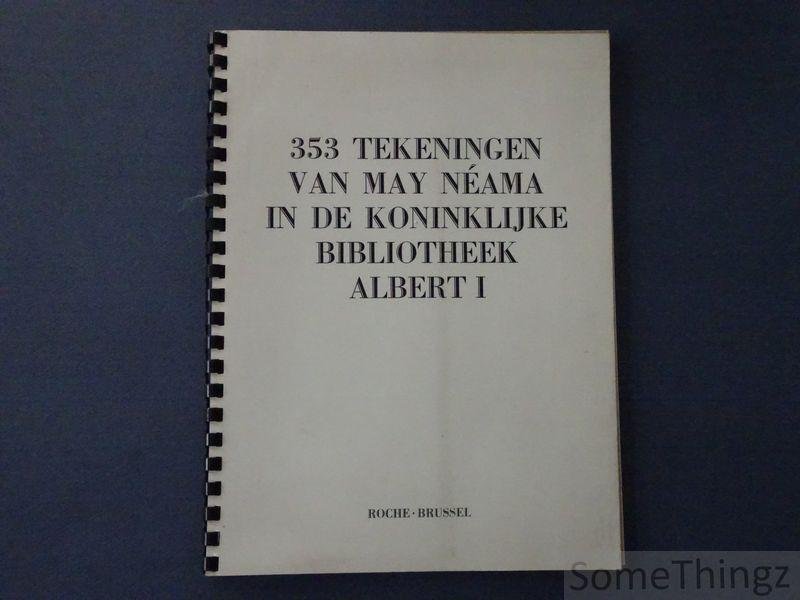 353 TEKENINGEN
VAN MAY NÉAMA
IN DE KONINKLIJKE
BIBLIOTHEEK
ALBERT I
ROCHE · BRUSSEL
SomeThingz